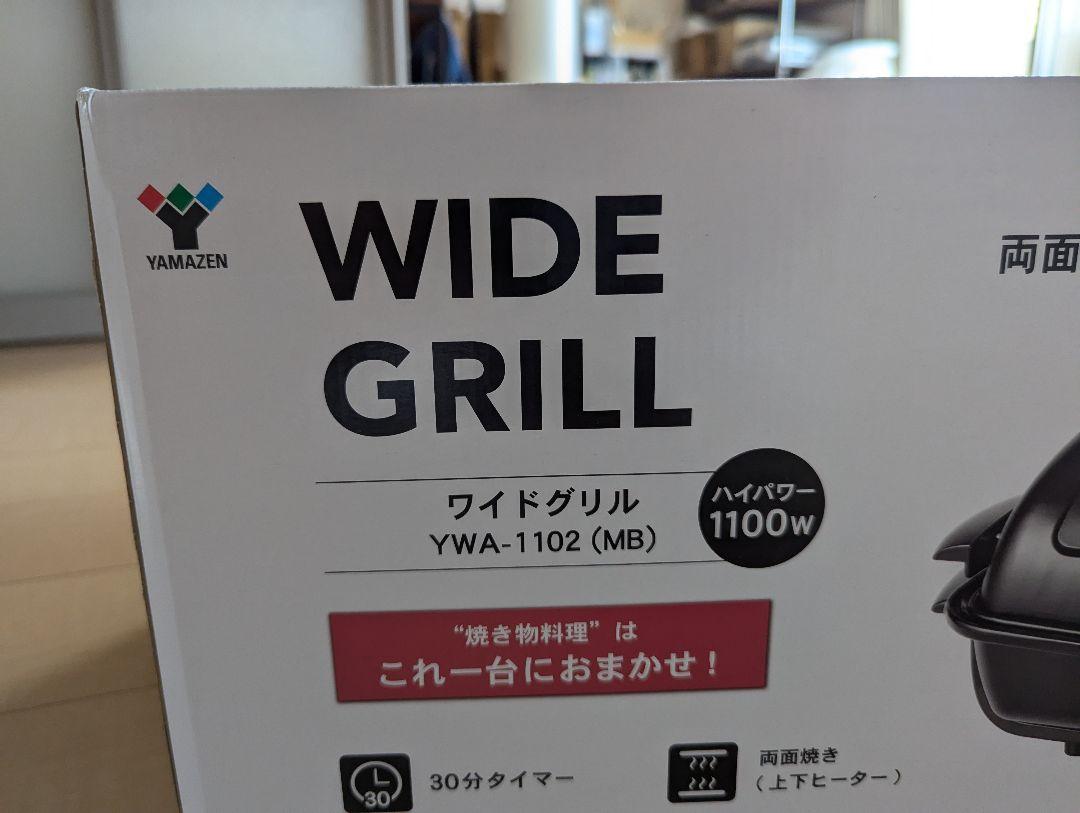 YAMAZEN
WIDE
GRILL
両面
ワイドグリル
YWA-1102 (MB)
ハイパワー
1100W
“焼き物料理”は
これ一台におまかせ！
30
30分タイマー
両面焼き
(上下ヒーター)